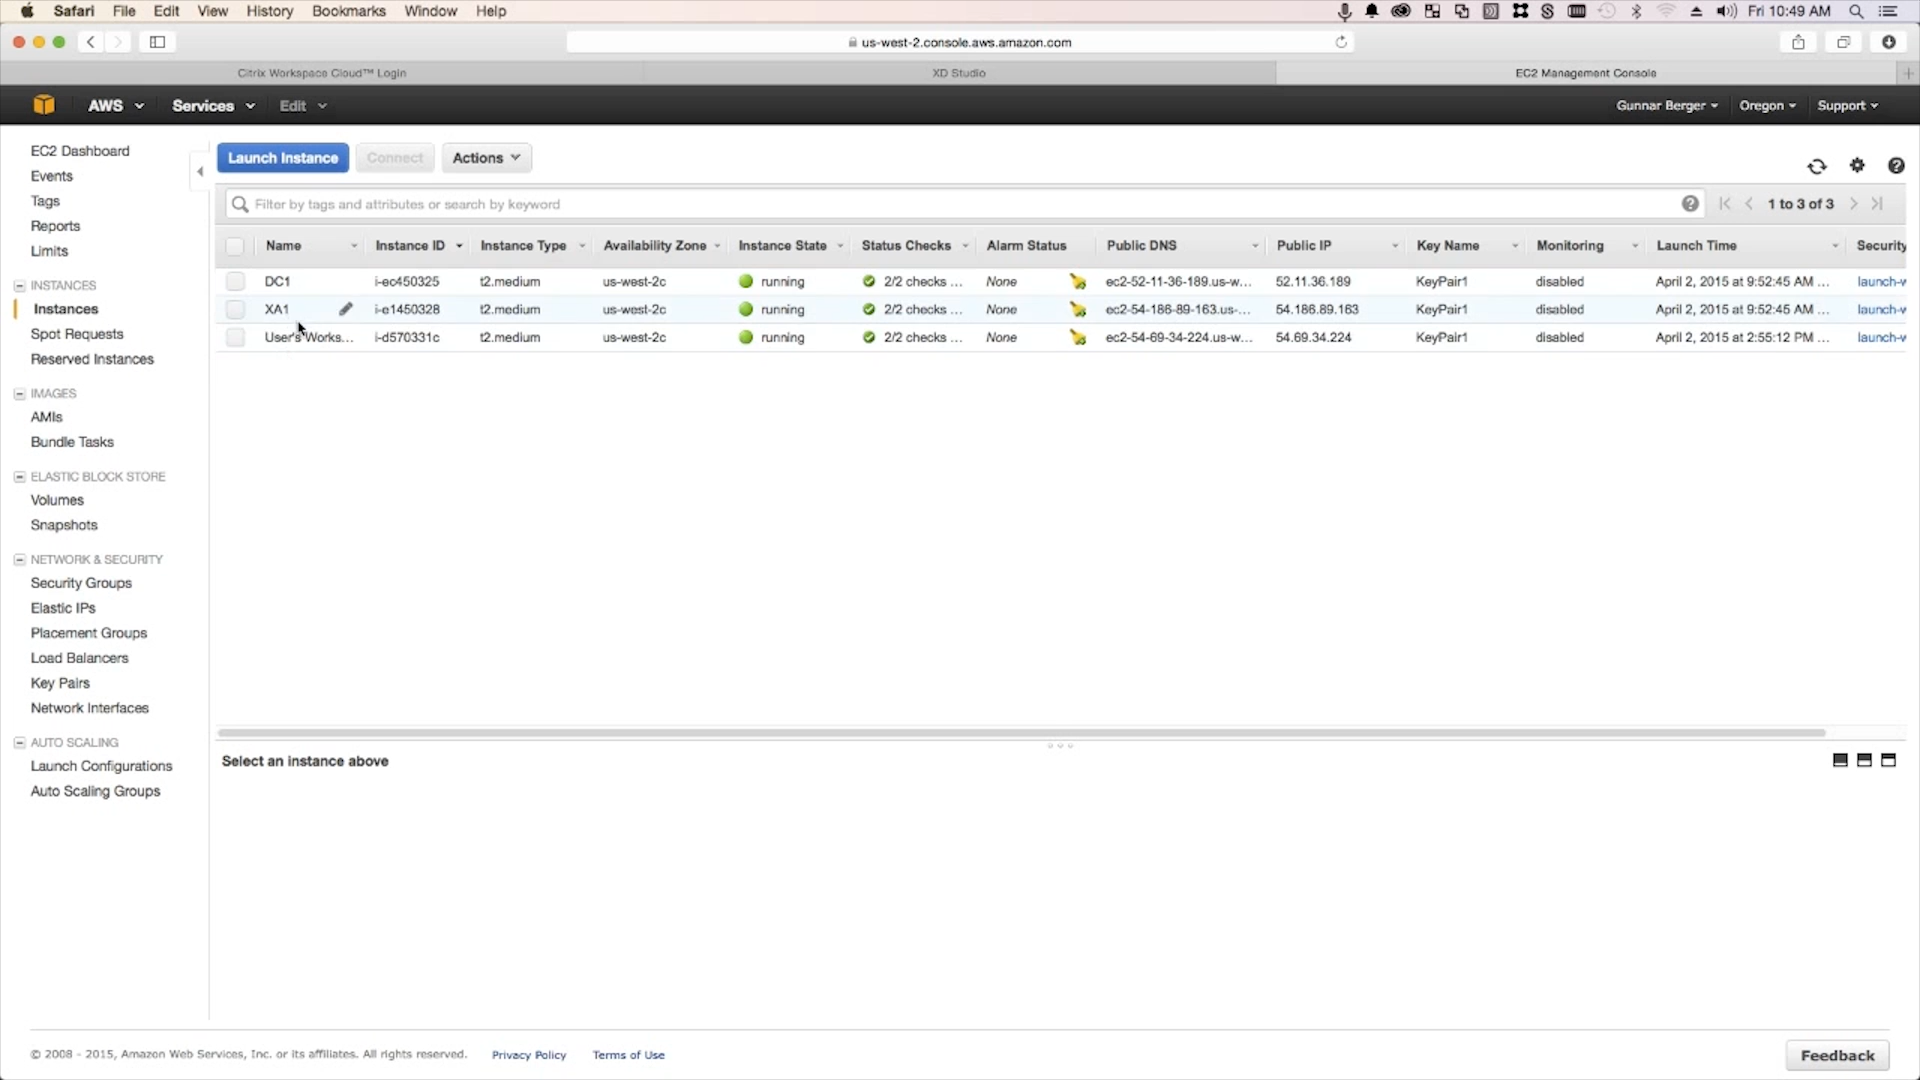 Safari File Edit View History Bookmarks Window Help Fri 10:49 AM
us-west-2.console.aws.amazon.com
Citrix Workspace Cloud™ Login XD Studio EC2 Management Console
AWS Services Edit Gunnar Berger Oregon Support
EC2 Dashboard
Events
Tags
Reports
Limits
INSTANCES
Instances
Spot Requests
Reserved Instances
IMAGES
AMIs
Bundle Tasks
ELASTIC BLOCK STORE
Volumes
Snapshots
NETWORK & SECURITY
Security Groups
Elastic IPs
Placement Groups
Load Balancers
Key Pairs
Network Interfaces
AUTO SCALING
Launch Configurations
Auto Scaling Groups
Launch Instance Connect Actions
Filter by tags and attributes or search by keyword 1 to 3 of 3
Name Instance ID Instance Type Availability Zone Instance State Status Checks Alarm Status Public DNS Public IP Key Name Monitoring Launch Time Security
DC1 i-ec450325 t2.medium us-west-2c running 2/2 checks ... None ec2-52-11-36-189.us-w... 52.11.36.189 KeyPair1 disabled April 2, 2015 at 9:52:45 AM ... launch-w
XA1 i-e1450328 t2.medium us-west-2c running 2/2 checks ... None ec2-54-186-89-163.us-... 54.186.89.163 KeyPair1 disabled April 2, 2015 at 9:52:45 AM ... launch-w
User's Works... i-d570331c t2.medium us-west-2c running 2/2 checks ... None ec2-54-69-34-224.us-w... 54.69.34.224 KeyPair1 disabled April 2, 2015 at 2:55:12 PM ... launch-w
Select an instance above
© 2008 - 2015, Amazon Web Services, Inc. or its affiliates. All rights reserved. Privacy Policy Terms of Use Feedback